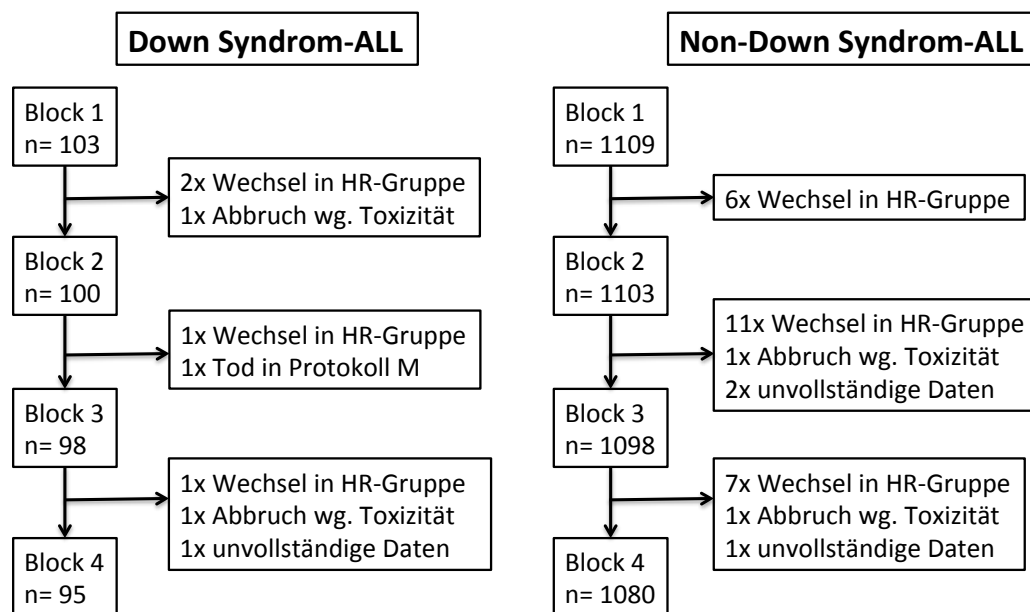 Down Syndrom-ALL
Block 1
n= 103
2x Wechsel in HR-Gruppe
1x Abbruch wg. Toxizität
Block 2
n= 100
1x Wechsel in HR-Gruppe
1x Tod in Protokoll M
Block 3
n= 98
1x Wechsel in HR-Gruppe
1x Abbruch wg. Toxizität
1x unvollständige Daten
Block 4
n= 95
Non-Down Syndrom-ALL
Block 1
n= 1109
6x Wechsel in HR-Gruppe
Block 2
n= 1103
11x Wechsel in HR-Gruppe
1x Abbruch wg. Toxizität
2x unvollständige Daten
Block 3
n= 1098
7x Wechsel in HR-Gruppe
1x Abbruch wg. Toxizität
1x unvollständige Daten
Block 4
n= 1080